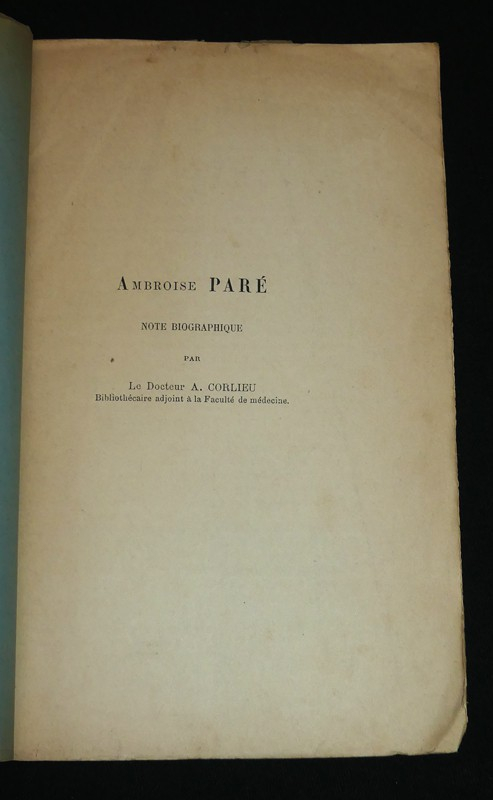 AMBROISE PARÉ
NOTE BIOGRAPHIQUE
PAR
Le Docteur A. CORLIEU
Bibliothécaire adjoint à la Faculté de médecine.